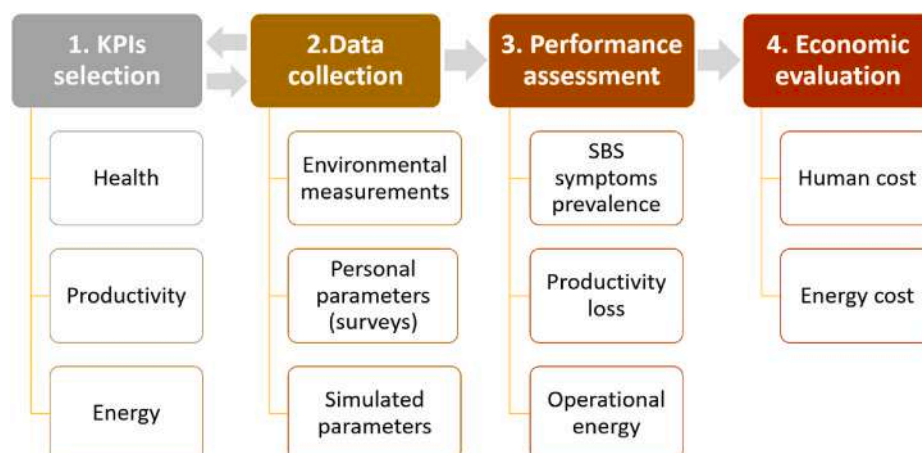 1. KPIs
selection
2.Data
collection
3. Performance
assessment
4. Economic
evaluation
Health
Productivity
Energy
Environmental
measurements
Personal
parameters
(surveys)
Simulated
parameters
SBS
symptoms
prevalence
Productivity
loss
Operational
energy
Human cost
Energy cost